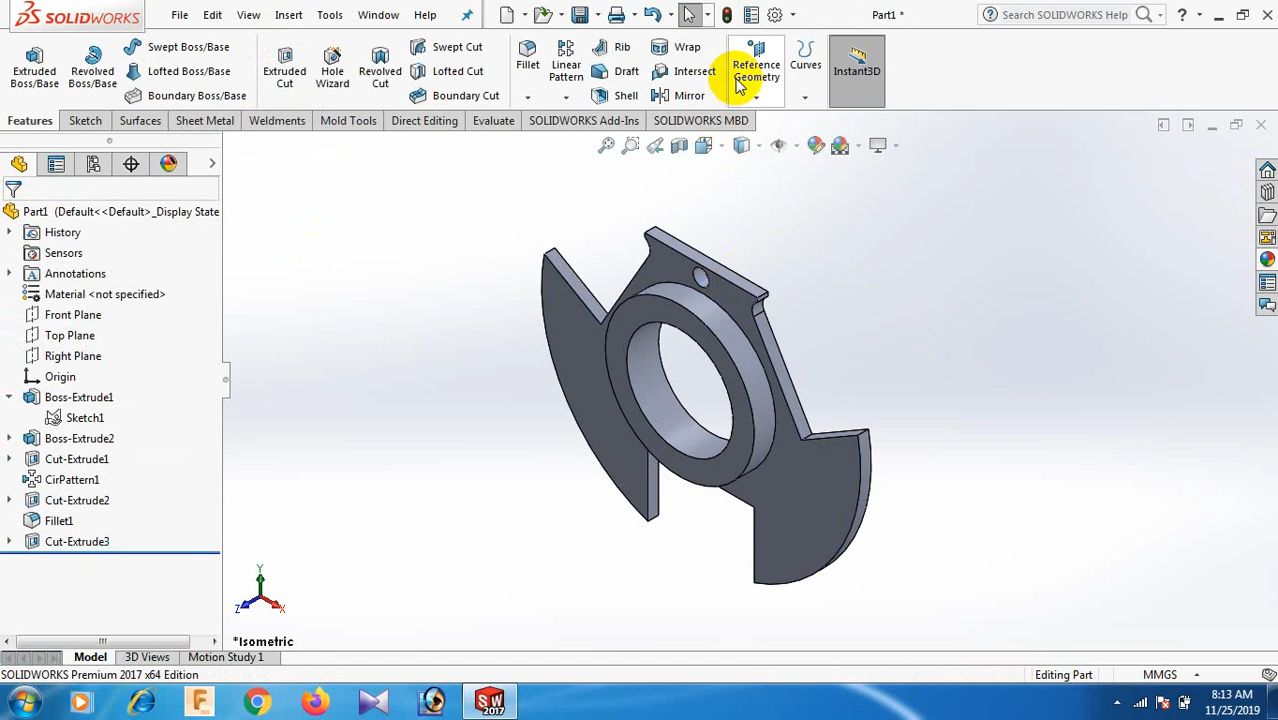 SOLIDWORKS File Edit View Insert Tools Window Help Part1 * Search SOLIDWORKS Help ?
Extruded Boss/Base
Revolved Boss/Base
Swept Boss/Base
Lofted Boss/Base
Boundary Boss/Base
Extruded Cut
Hole Wizard
Revolved Cut
Swept Cut
Lofted Cut
Boundary Cut
Fillet
Linear Pattern
Rib
Draft
Shell
Wrap
Intersect
Mirror
Reference Geometry
Curves
Instant3D
Features Sketch Surfaces Sheet Metal Weldments Mold Tools Direct Editing Evaluate SOLIDWORKS Add-Ins SOLIDWORKS MBD
Part1 (Default<<Default>_Display State
History
Sensors
Annotations
Material <not specified>
Front Plane
Top Plane
Right Plane
Origin
Boss-Extrude1
Sketch1
Boss-Extrude2
Cut-Extrude1
CirPattern1
Cut-Extrude2
Fillet1
Cut-Extrude3
Y
Z X
*Isometric
Model 3D Views Motion Study 1
SOLIDWORKS Premium 2017 x64 Edition Editing Part MMGS
SW 2017
8:13 AM
11/25/2019